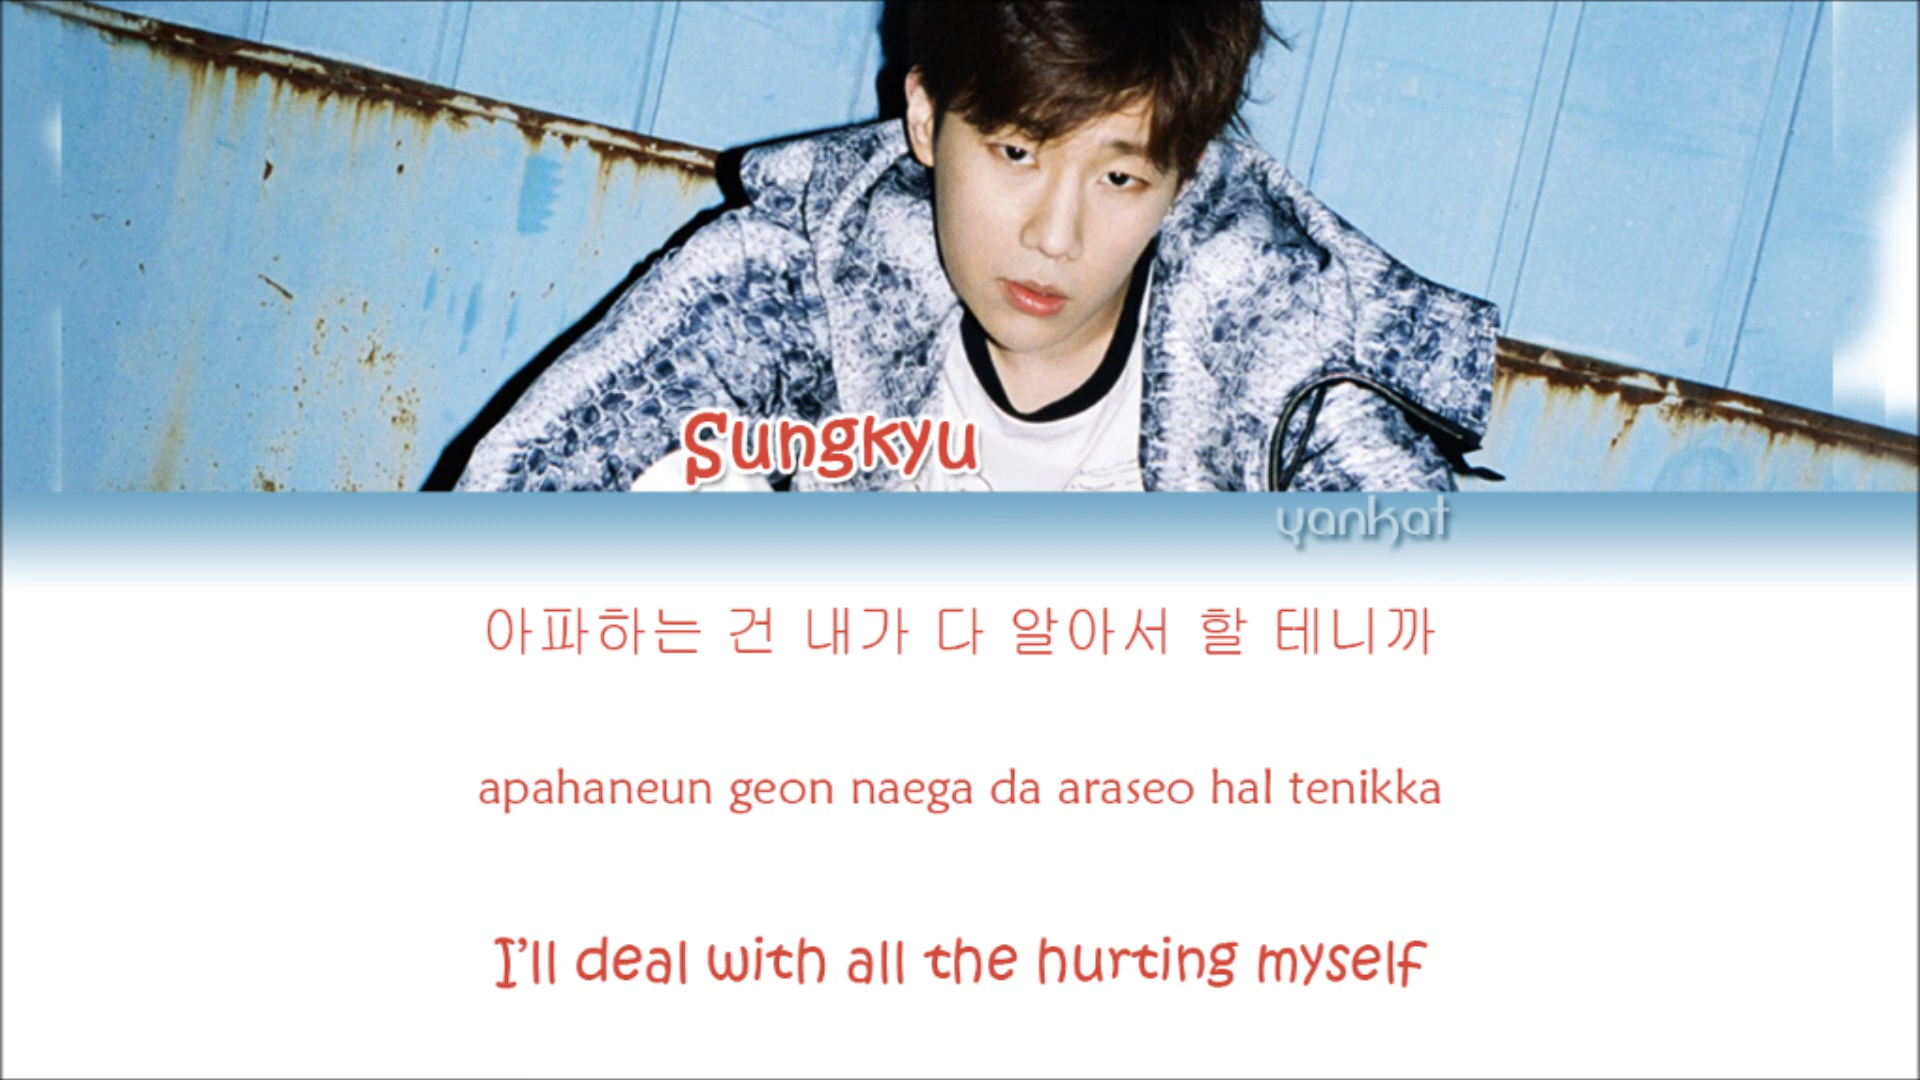 Sungkyu
yankat
아파하는 건 내가 다 알아서 할 테니까
apahaneun geon naega da araseo hal tenikka
I'll deal with all the hurting myself